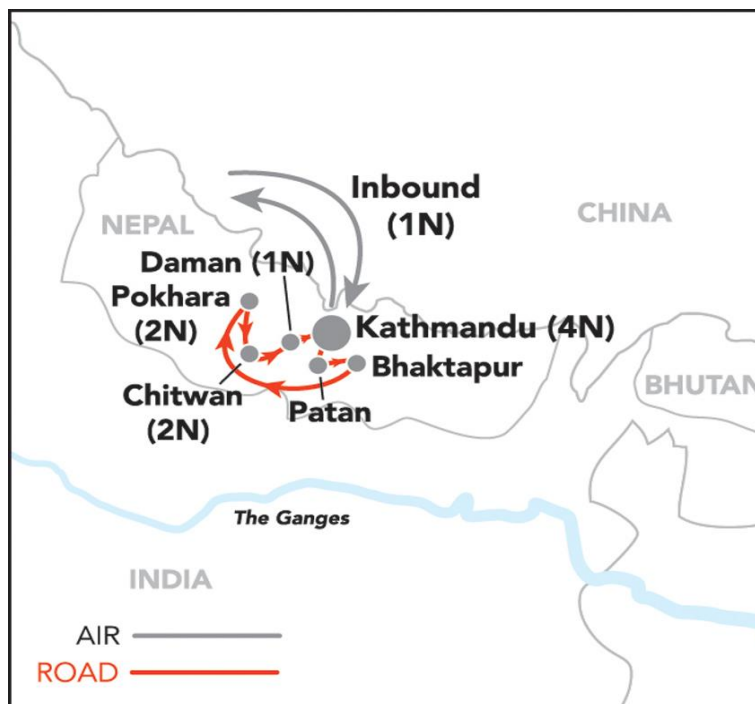 Inbound
(1N)
CHINA
NEPAL
Daman (1N)
Pokhara
(2N)
Kathmandu (4N)
Bhaktapur
BHUTAN
Chitwan
(2N)
Patan
The Ganges
INDIA
AIR
ROAD